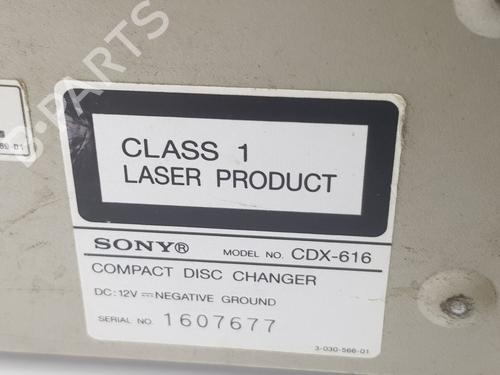 CLASS 1
LASER PRODUCT
SONY® MODEL NO. CDX-616
COMPACT DISC CHANGER
DC: 12V ⎓ NEGATIVE GROUND
SERIAL NO. 1607677
3-030-566-01
B-PARTS